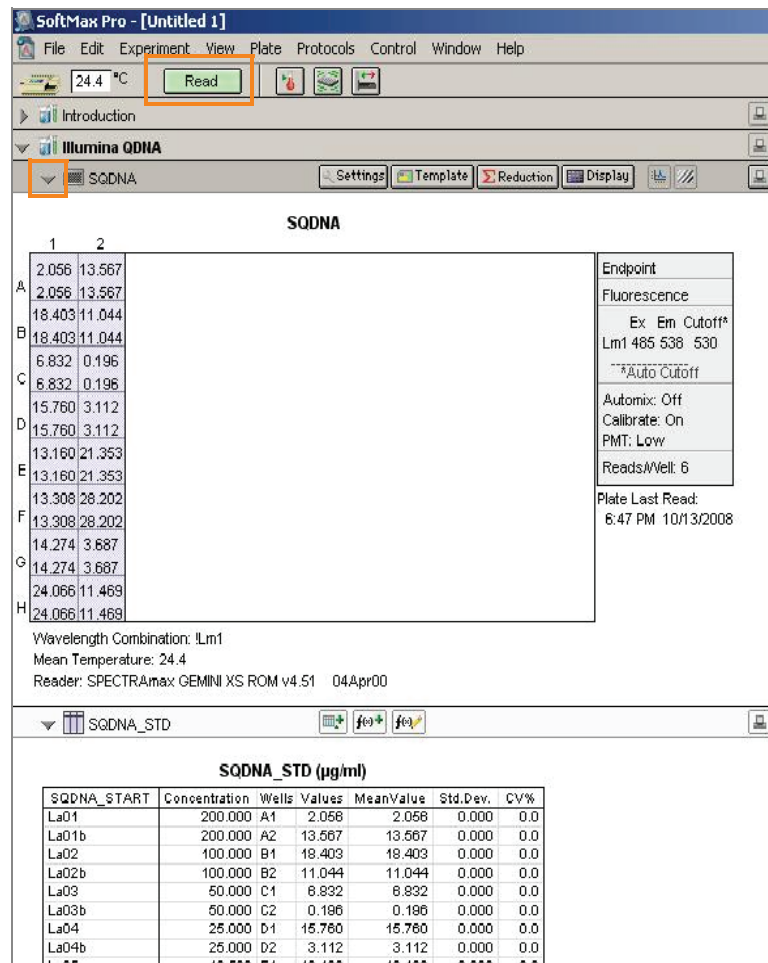 SoftMax Pro - [Untitled 1]
File Edit Experiment View Plate Protocols Control Window Help
24.4 °C Read
Introduction
Illumina QDNA
SQDNA Settings Template Reduction Display
SQDNA
1 2
2.056 13.567
A 2.056 13.567
18.403 11.044
B 18.403 11.044
6.832 0.196
C 6.832 0.196
15.760 3.112
D 15.760 3.112
13.160 21.353
E 13.160 21.353
13.308 28.202
F 13.308 28.202
14.274 3.687
G 14.274 3.687
24.066 11.469
H 24.066 11.469
Endpoint
Fluorescence
Ex Em Cutoff*
Lm1 485 538 530
*Auto Cutoff
Automix: Off
Calibrate: On
PMT: Low
Reads/Well: 6
Plate Last Read:
6:47 PM 10/13/2008
Wavelength Combination: !Lm1
Mean Temperature: 24.4
Reader: SPECTRAmax GEMINI XS ROM v4.51 04Apr00
SQDNA_STD
SQDNA_STD (µg/ml)
SQDNA_START Concentration Wells Values MeanValue Std.Dev. CV%
La01 200.000 A1 2.056 2.056 0.000 0.0
La01b 200.000 A2 13.567 13.567 0.000 0.0
La02 100.000 B1 18.403 18.403 0.000 0.0
La02b 100.000 B2 11.044 11.044 0.000 0.0
La03 50.000 C1 6.832 6.832 0.000 0.0
La03b 50.000 C2 0.196 0.196 0.000 0.0
La04 25.000 D1 15.760 15.760 0.000 0.0
La04b 25.000 D2 3.112 3.112 0.000 0.0